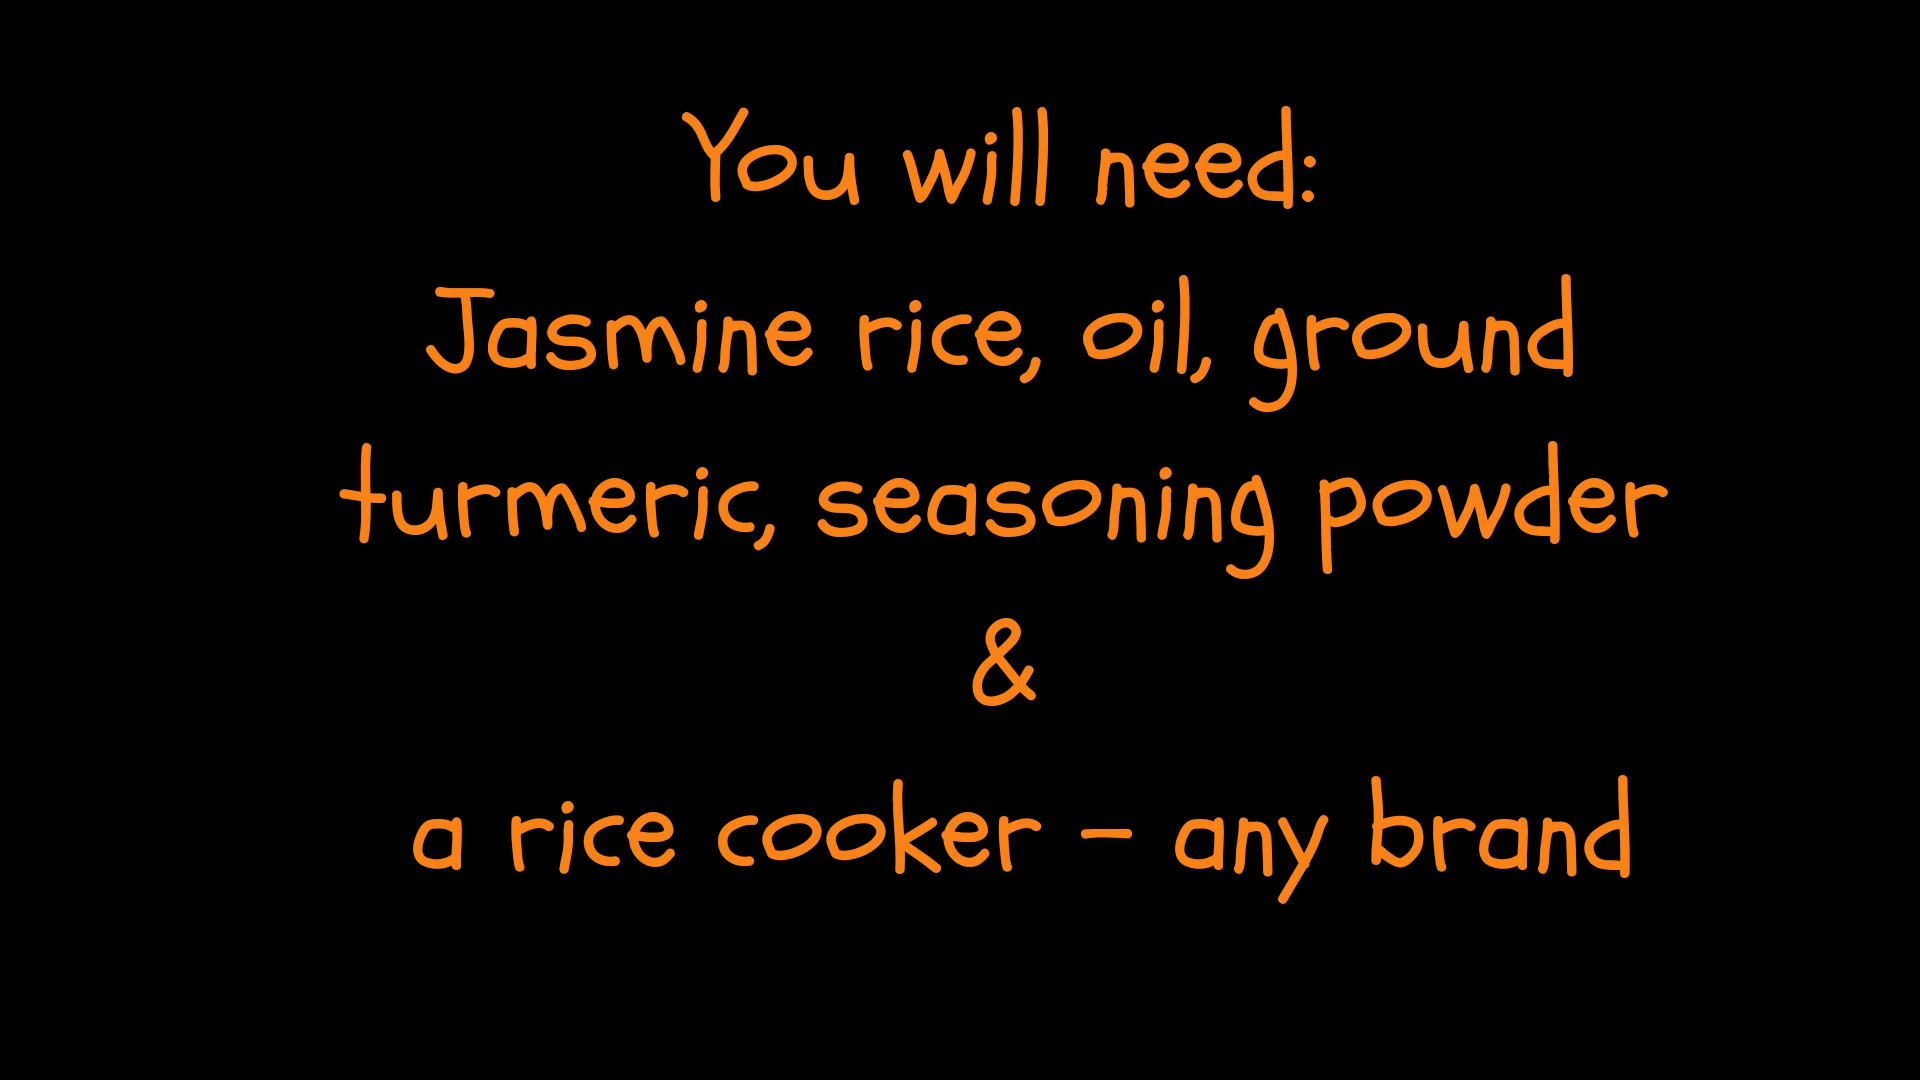 You will need:
Jasmine rice, oil, ground
turmeric, seasoning powder
&
a rice cooker - any brand